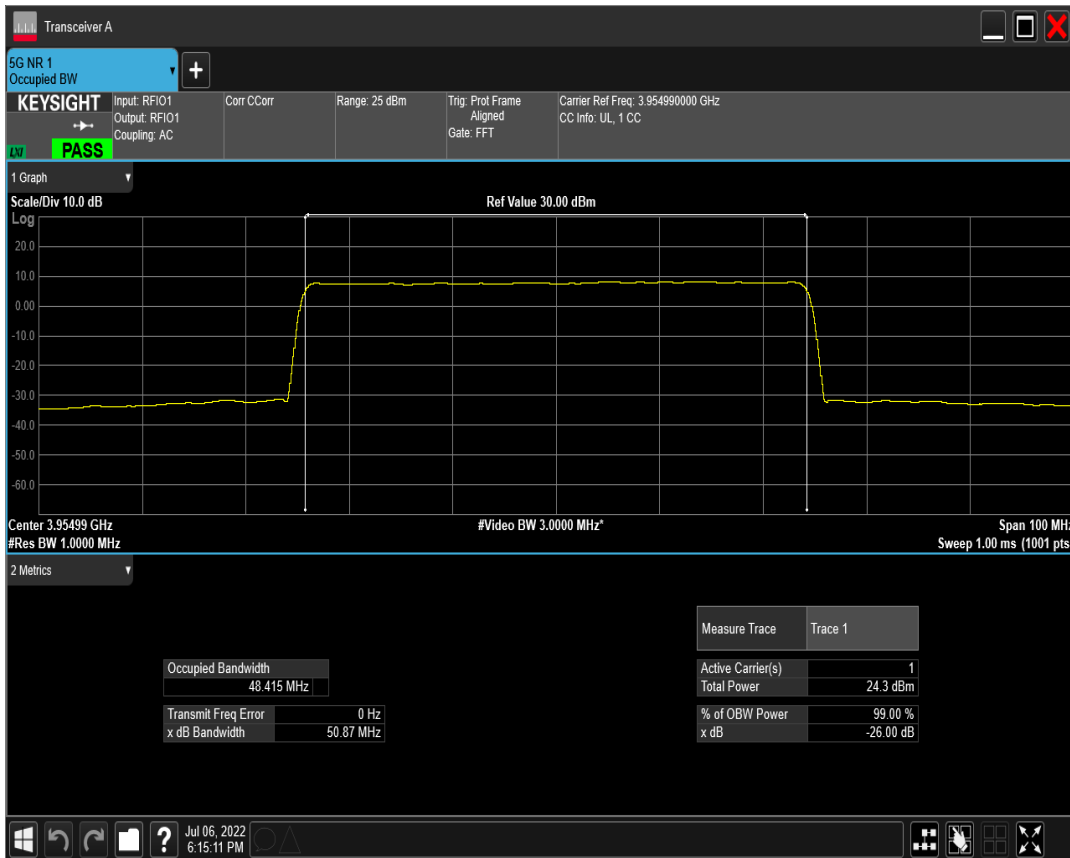 Transceiver A
5G NR 1
Occupied BW
+
KEYSIGHT
LXI
PASS
Input: RFIO1
Output: RFIO1
Coupling: AC
Corr CCorr
Range: 25 dBm
Trig: Prot Frame
Aligned
Gate: FFT
Carrier Ref Freq: 3.954990000 GHz
CC Info: UL, 1 CC
1 Graph
Scale/Div 10.0 dB
Ref Value 30.00 dBm
Log
20.0
10.0
0.00
-10.0
-20.0
-30.0
-40.0
-50.0
-60.0
Center 3.95499 GHz
#Video BW 3.0000 MHz*
Span 100 MHz
#Res BW 1.0000 MHz
Sweep 1.00 ms (1001 pts
2 Metrics
Measure Trace Trace 1
Occupied Bandwidth
48.415 MHz
Active Carrier(s) 1
Total Power 24.3 dBm
Transmit Freq Error 0 Hz
x dB Bandwidth 50.87 MHz
% of OBW Power 99.00 %
x dB -26.00 dB
?
Jul 06, 2022
6:15:11 PM